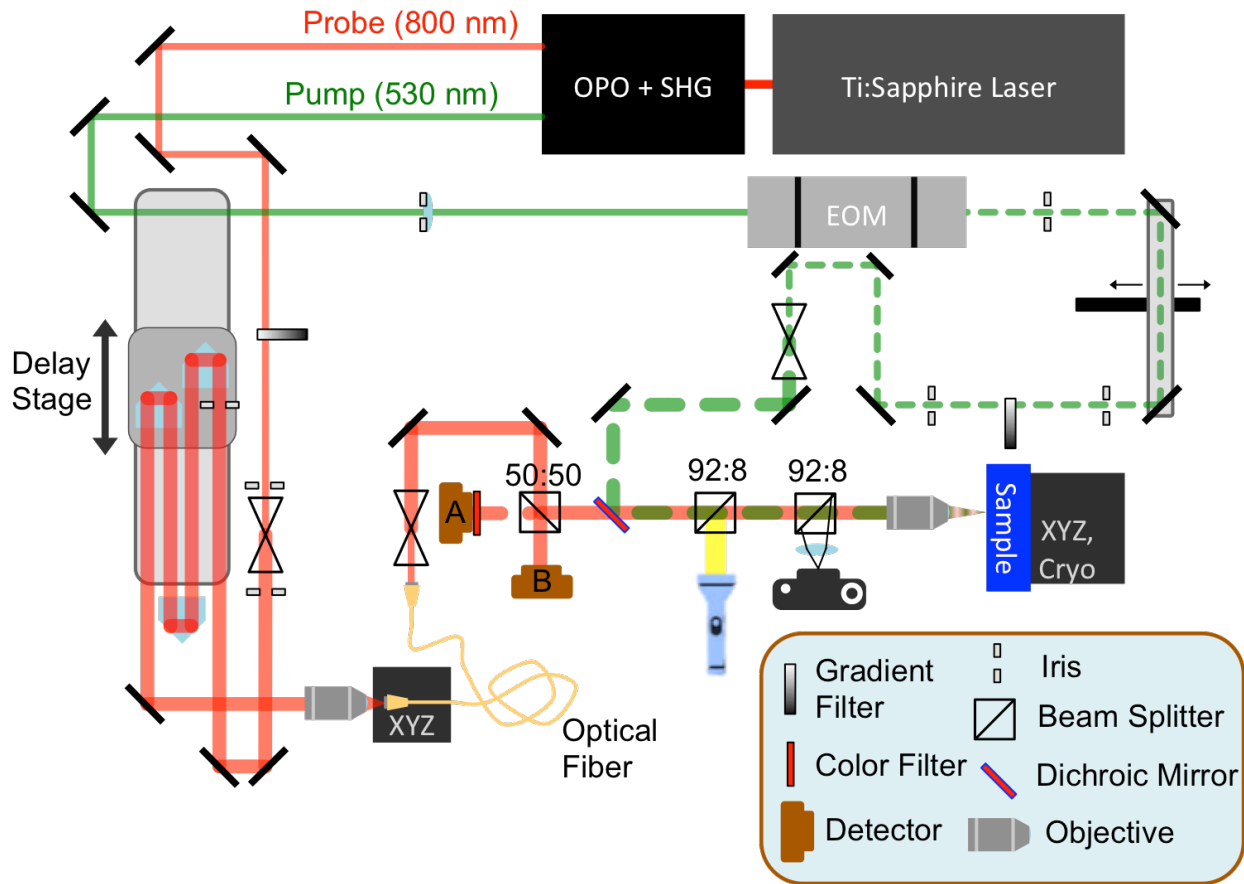 Probe (800 nm)
Pump (530 nm)
OPO + SHG
Ti:Sapphire Laser
EOM
Delay
Stage
50:50
92:8
92:8
A
B
Sample
XYZ,
Cryo
XYZ
Optical
Fiber
Gradient
Filter
Iris
Beam Splitter
Color Filter
Dichroic Mirror
Detector
Objective